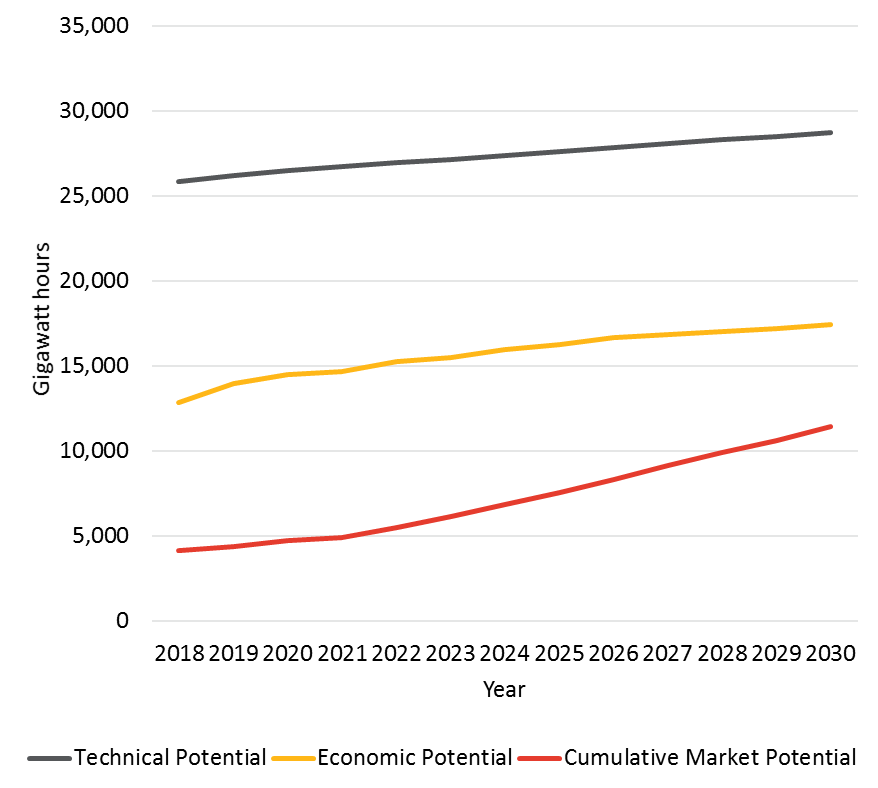 35,000
30,000
25,000
20,000
15,000
10,000
5,000
0
Gigawatt hours
2018 2019 2020 2021 2022 2023 2024 2025 2026 2027 2028 2029 2030
Year
Technical Potential Economic Potential Cumulative Market Potential